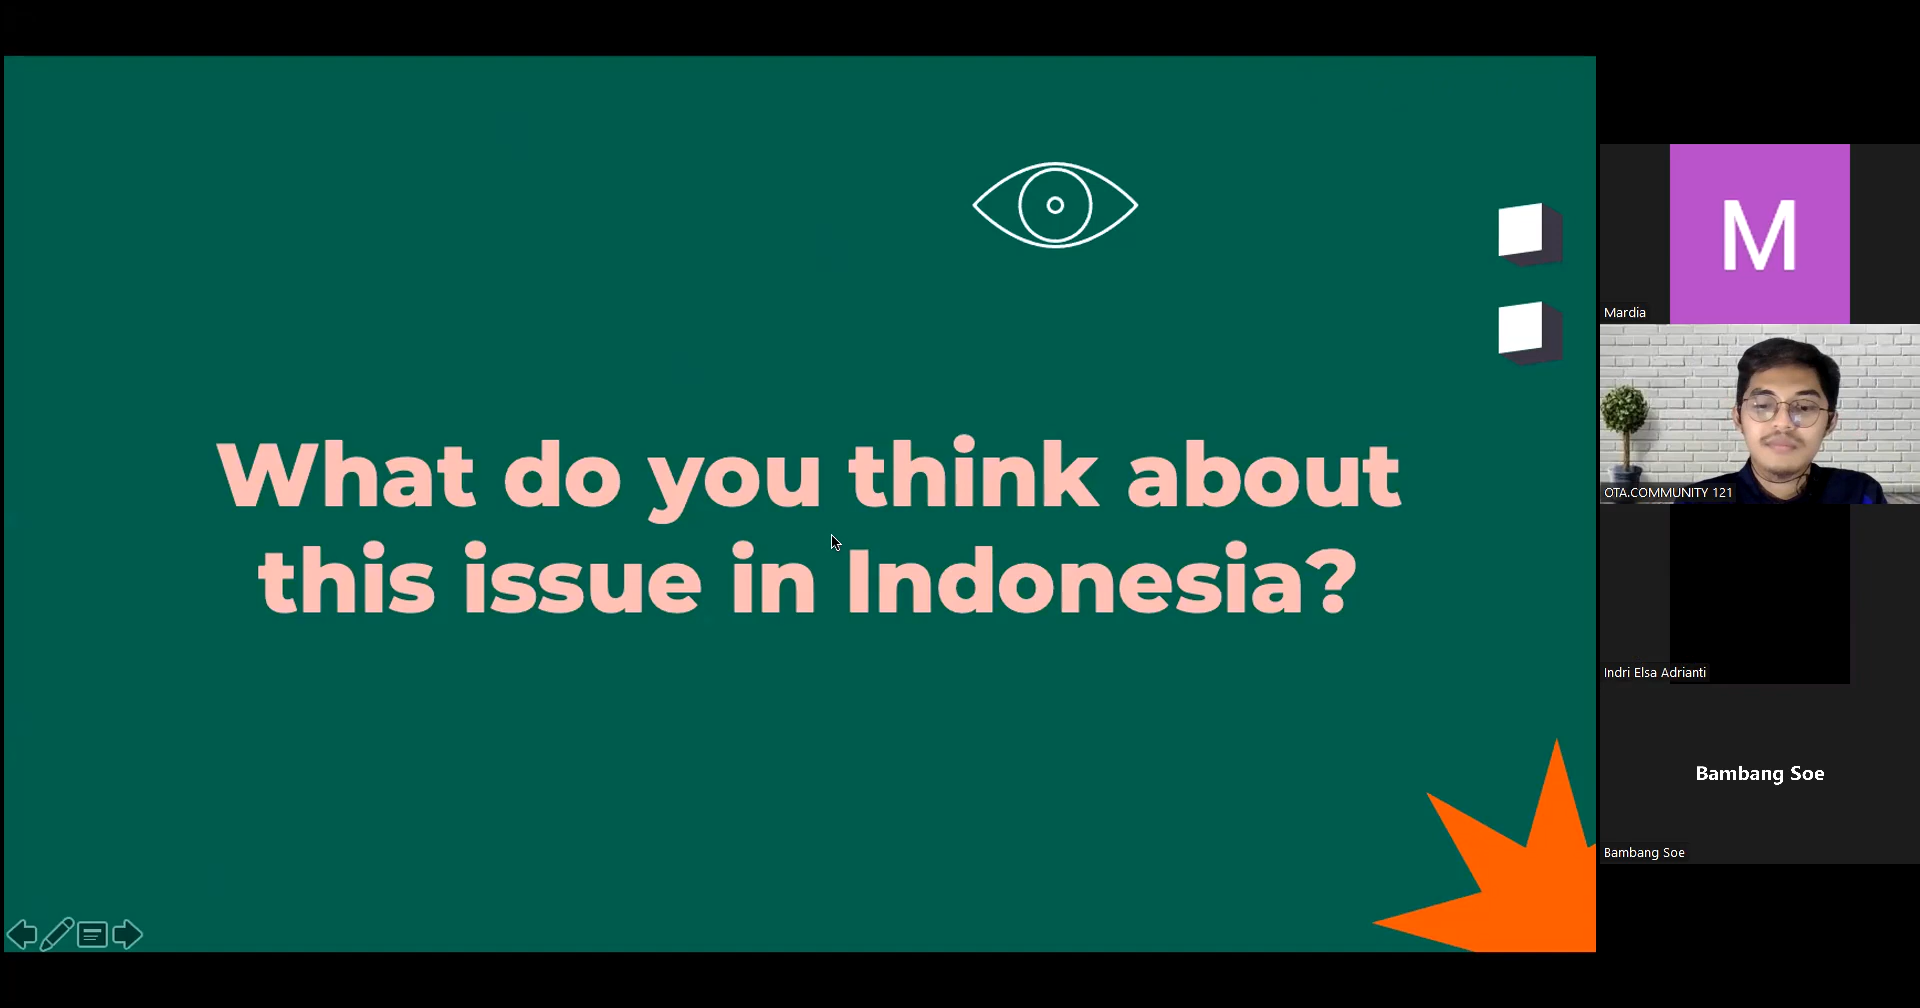 What do you think about
this issue in Indonesia?
M
Mardia
OTA.COMMUNITY 121
Indri Elsa Adrianti
Bambang Soe
Bambang Soe